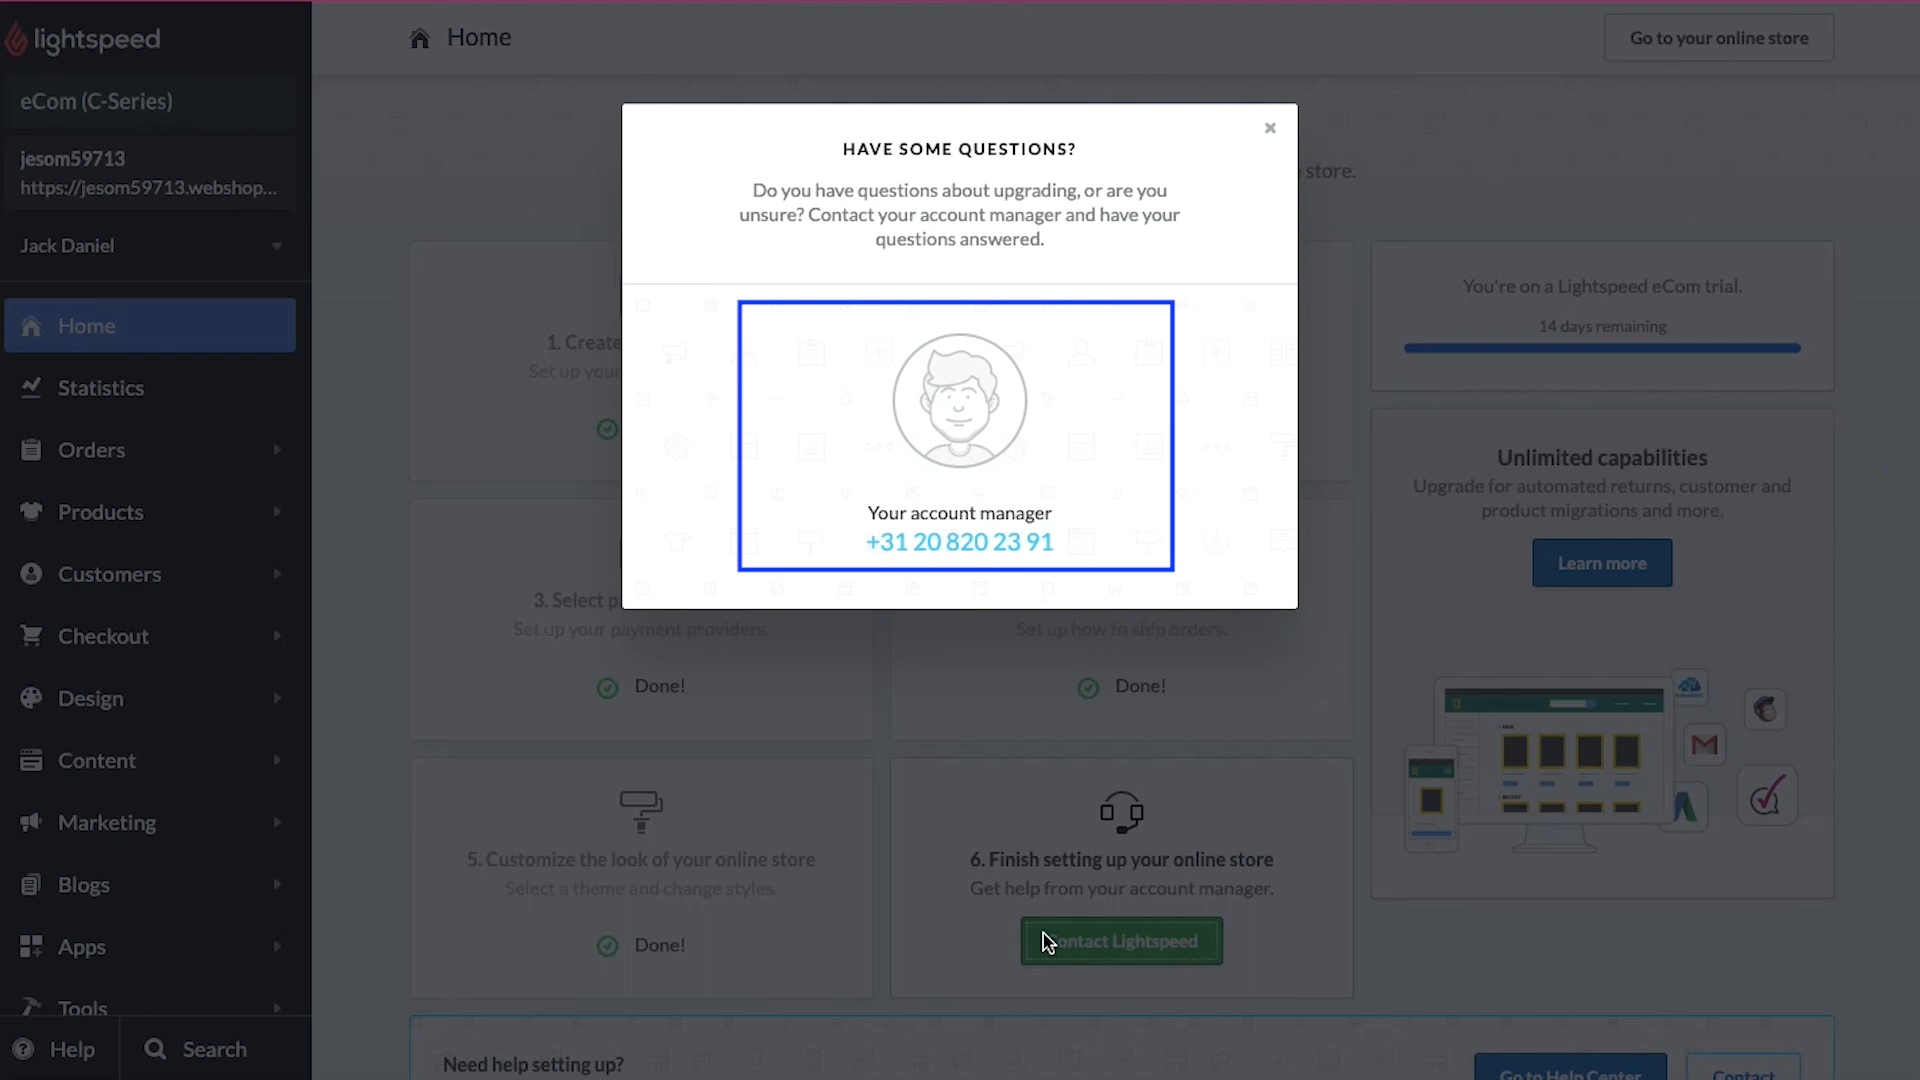 lightspeed
eCom (C-Series)
jesom59713
https://jesom59713.webshop...
Jack Daniel
Home
Statistics
Orders
Products
Customers
Checkout
Design
Content
Marketing
Blogs
Apps
Tools
Help
Search
Home
Go to your online store
store.
HAVE SOME QUESTIONS?
Do you have questions about upgrading, or are you
unsure? Contact your account manager and have your
questions answered.
Your account manager
+31 20 820 23 91
1. Create
Set up your
3. Select p
Set up your payment providers.
Done!
Set up how to ship orders.
Done!
5. Customize the look of your online store
Select a theme and change styles.
Done!
6. Finish setting up your online store
Get help from your account manager.
Contact Lightspeed
You're on a Lightspeed eCom trial.
14 days remaining
Unlimited capabilities
Upgrade for automated returns, customer and
product migrations and more.
Learn more
Need help setting up?
Go to Help Center
Contact